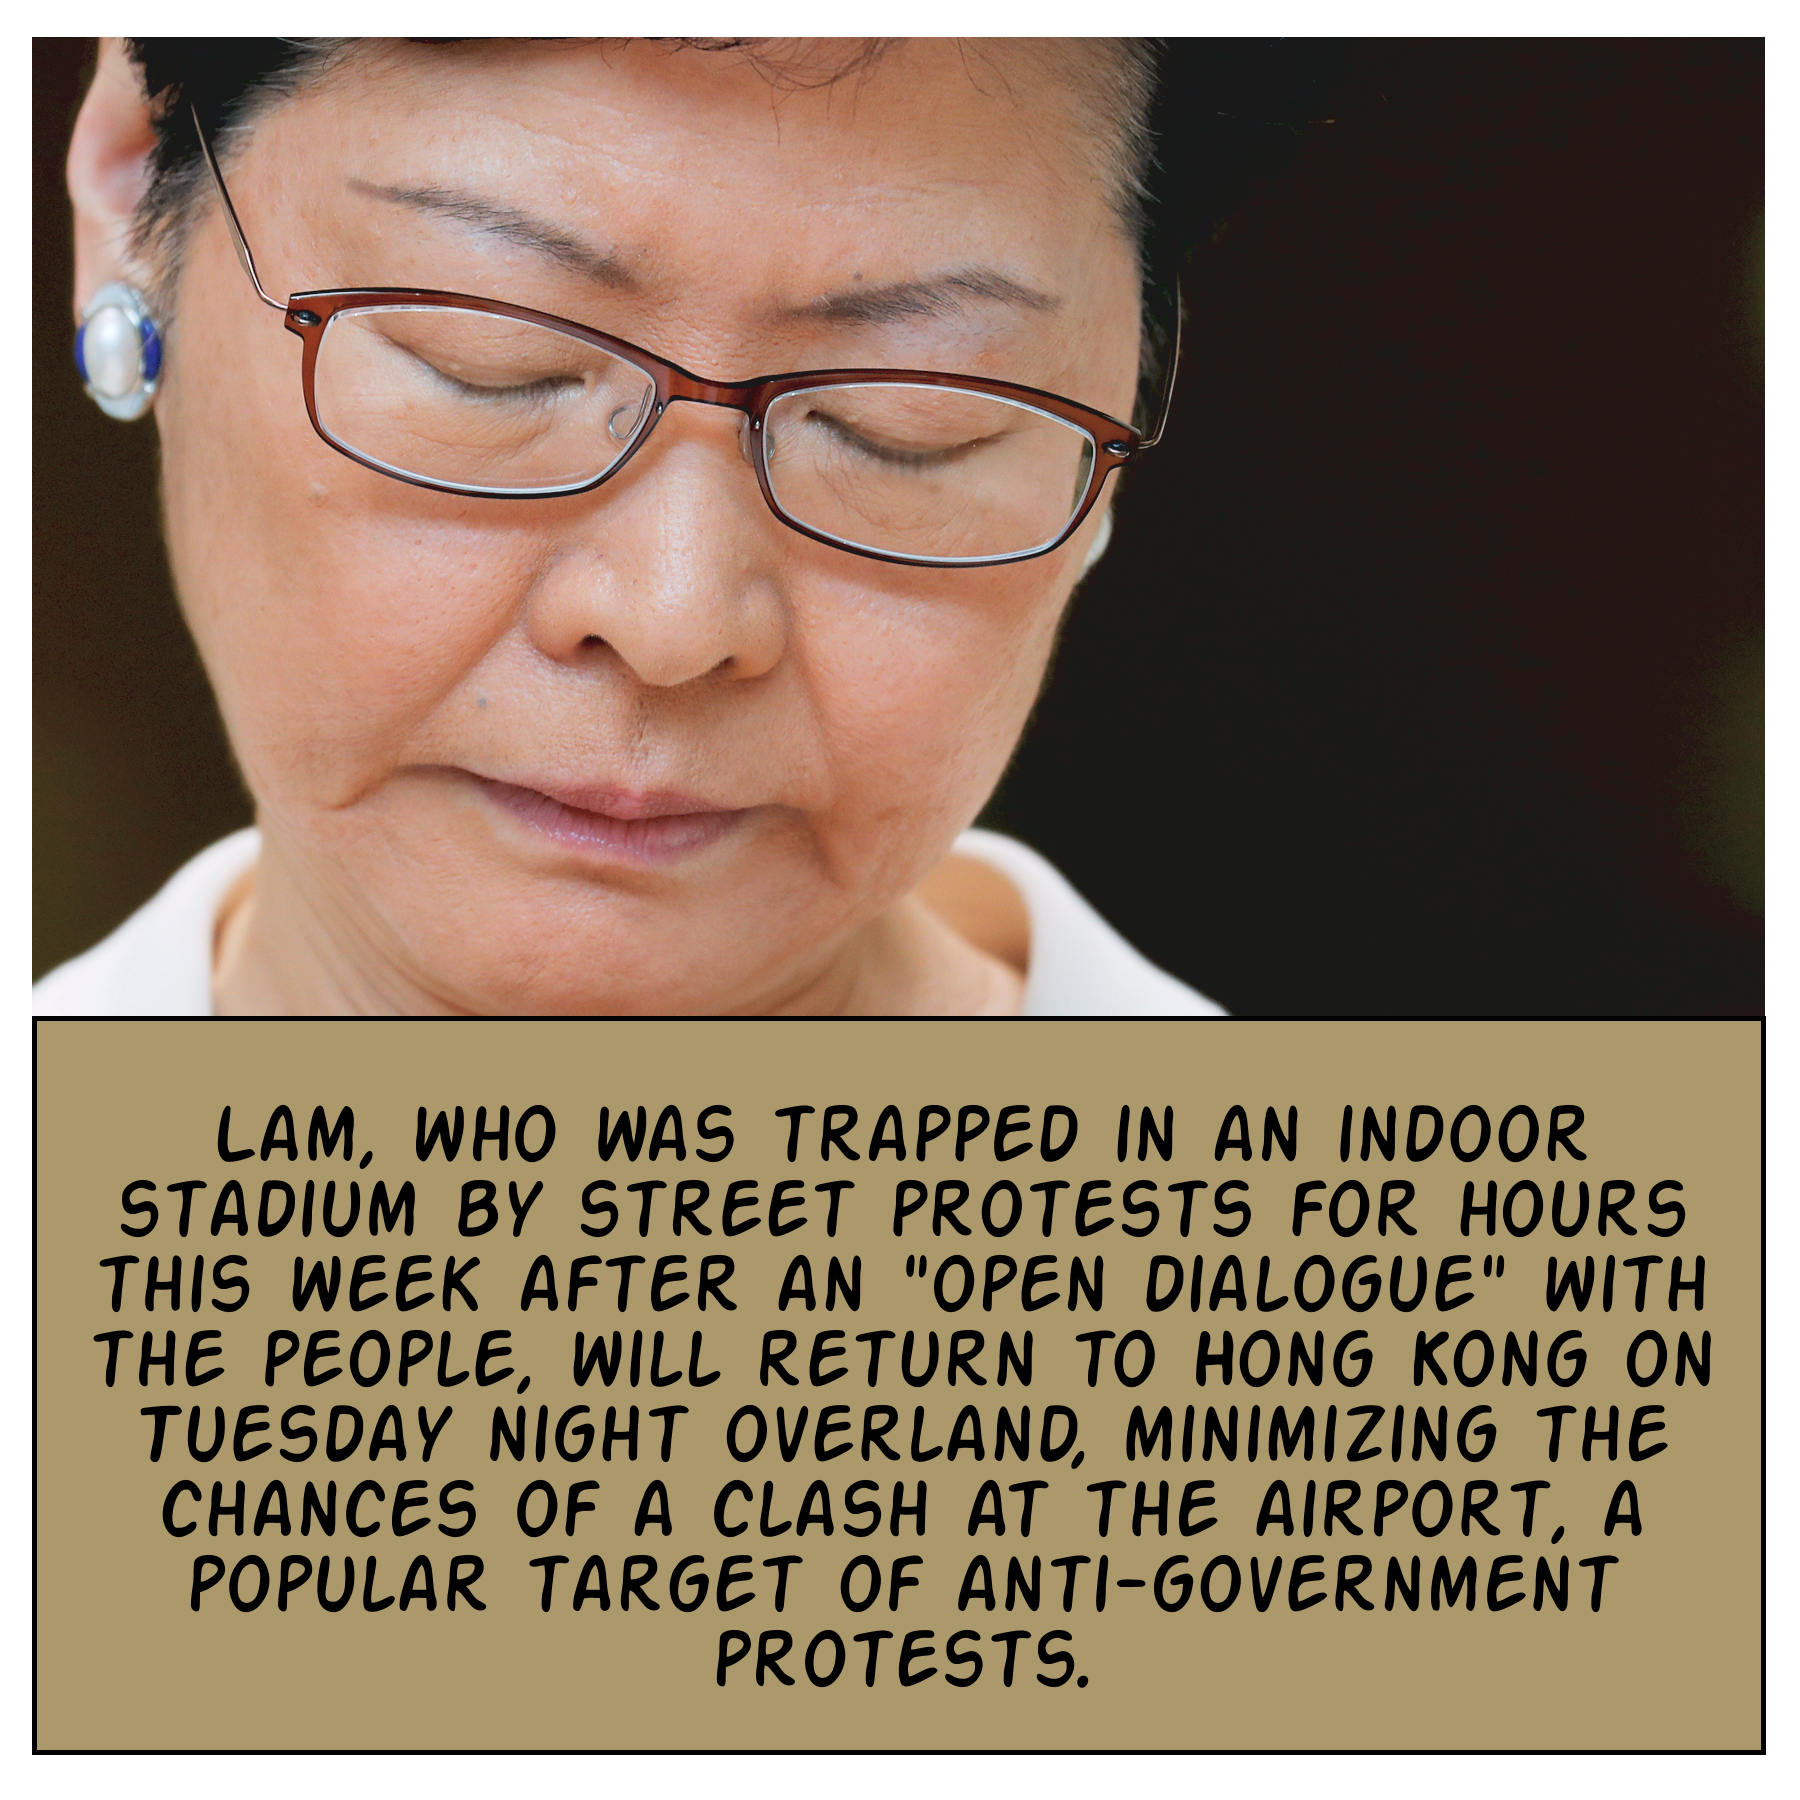 LAM, WHO WAS TRAPPED IN AN INDOOR
STADIUM BY STREET PROTESTS FOR HOURS
THIS WEEK AFTER AN "OPEN DIALOGUE" WITH
THE PEOPLE, WILL RETURN TO HONG KONG ON
TUESDAY NIGHT OVERLAND, MINIMIZING THE
CHANCES OF A CLASH AT THE AIRPORT, A
POPULAR TARGET OF ANTI-GOVERNMENT
PROTESTS.